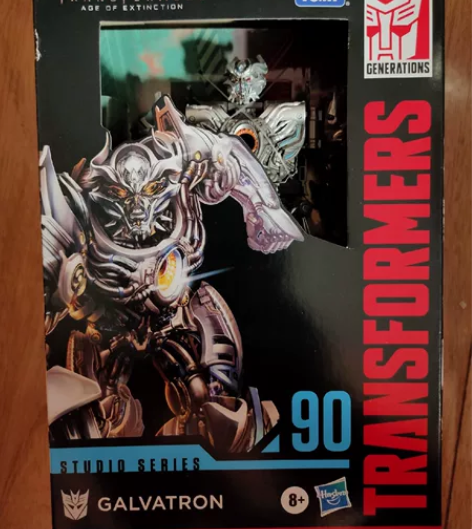 AGE OF EXTINCTION
GENERATIONS
TRANSFORMERS
90
STUDIO SERIES
GALVATRON
8+
Hasbro